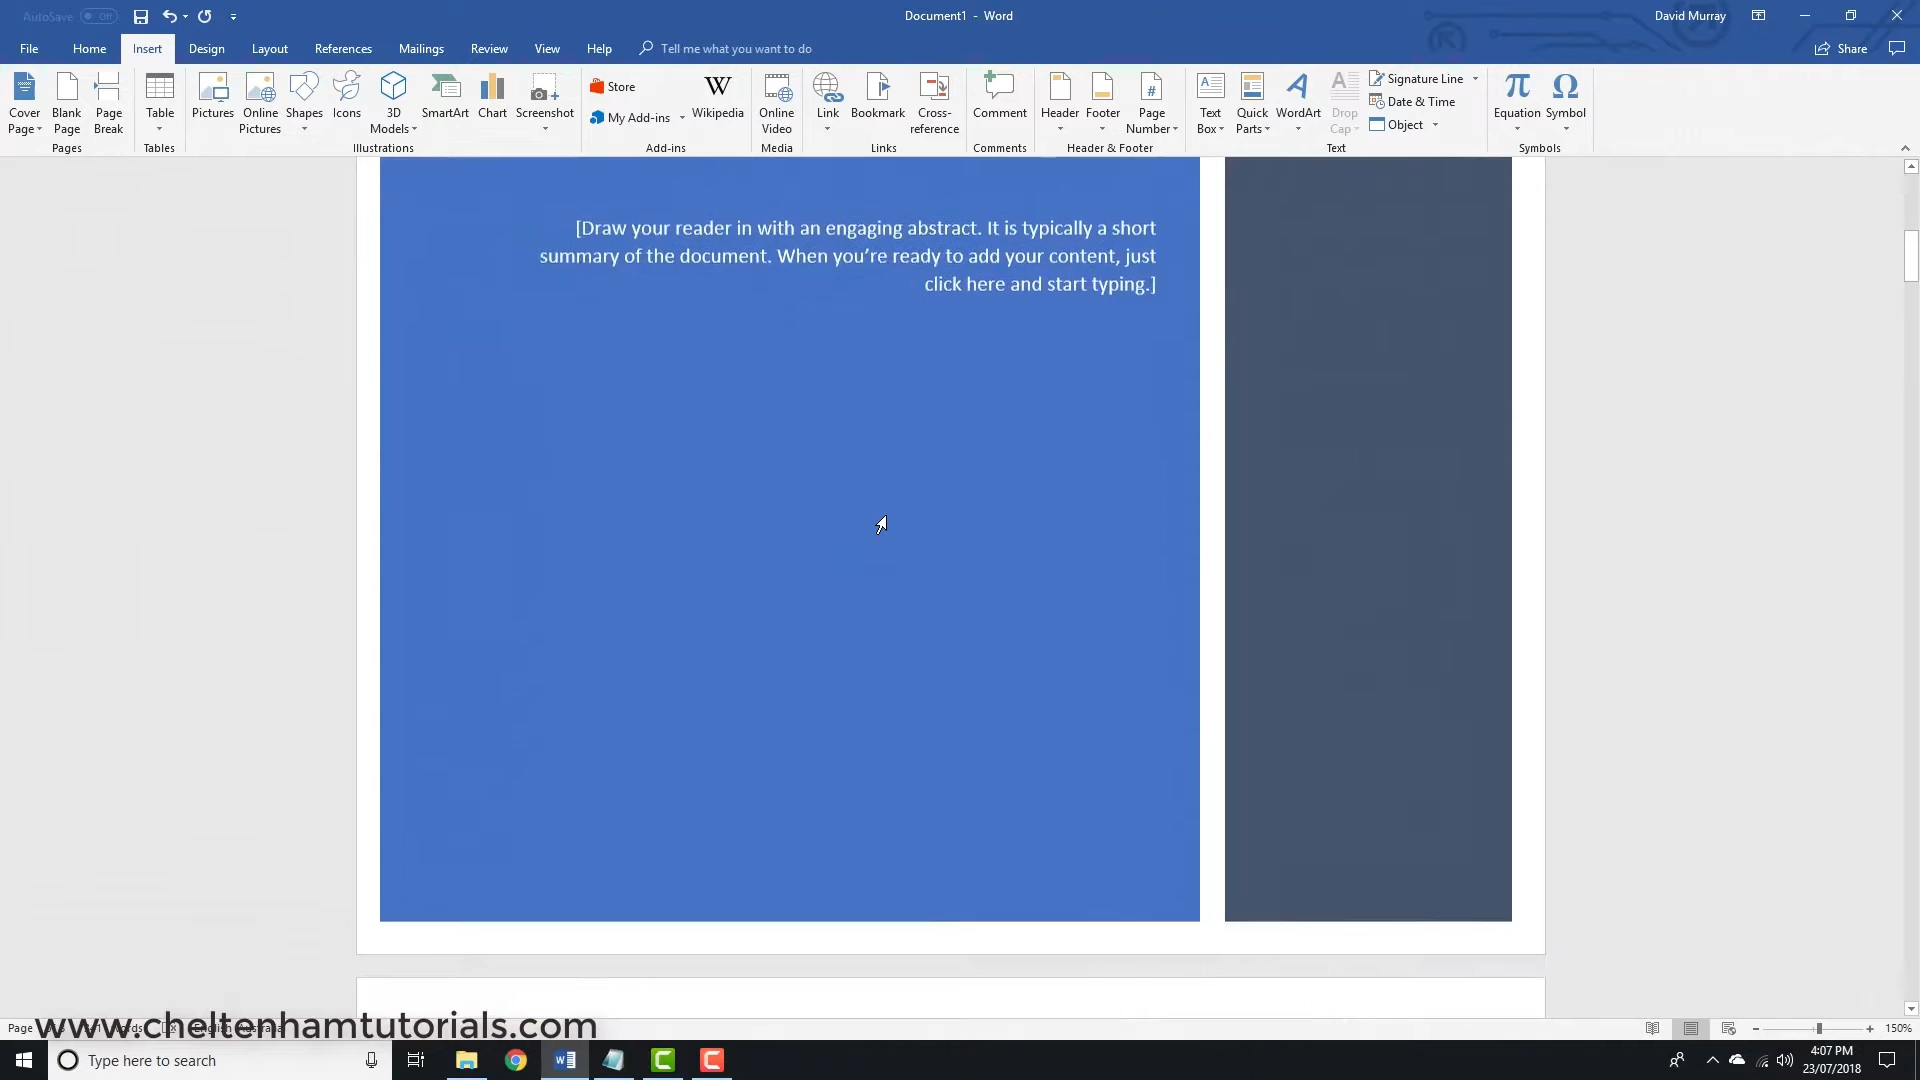 AutoSave Off
Document1 - Word
David Murray
File Home Insert Design Layout References Mailings Review View Help Tell me what you want to do
Share
Cover Page
Blank Page
Page Break
Pages
Table
Tables
Pictures
Online Pictures
Shapes
Icons
3D Models
SmartArt
Chart
Screenshot
Illustrations
Store
My Add-ins
Wikipedia
Add-ins
Online Video
Media
Link
Bookmark
Cross-reference
Links
Comment
Comments
Header
Footer
Page Number
Header & Footer
Text Box
Quick Parts
WordArt
Drop Cap
Signature Line
Date & Time
Object
Text
Equation
Symbol
Symbols
[Draw your reader in with an engaging abstract. It is typically a short
summary of the document. When you’re ready to add your content, just
click here and start typing.]
www.cheltenhamtutorials.com
Page
150%
Type here to search
4:07 PM
23/07/2018